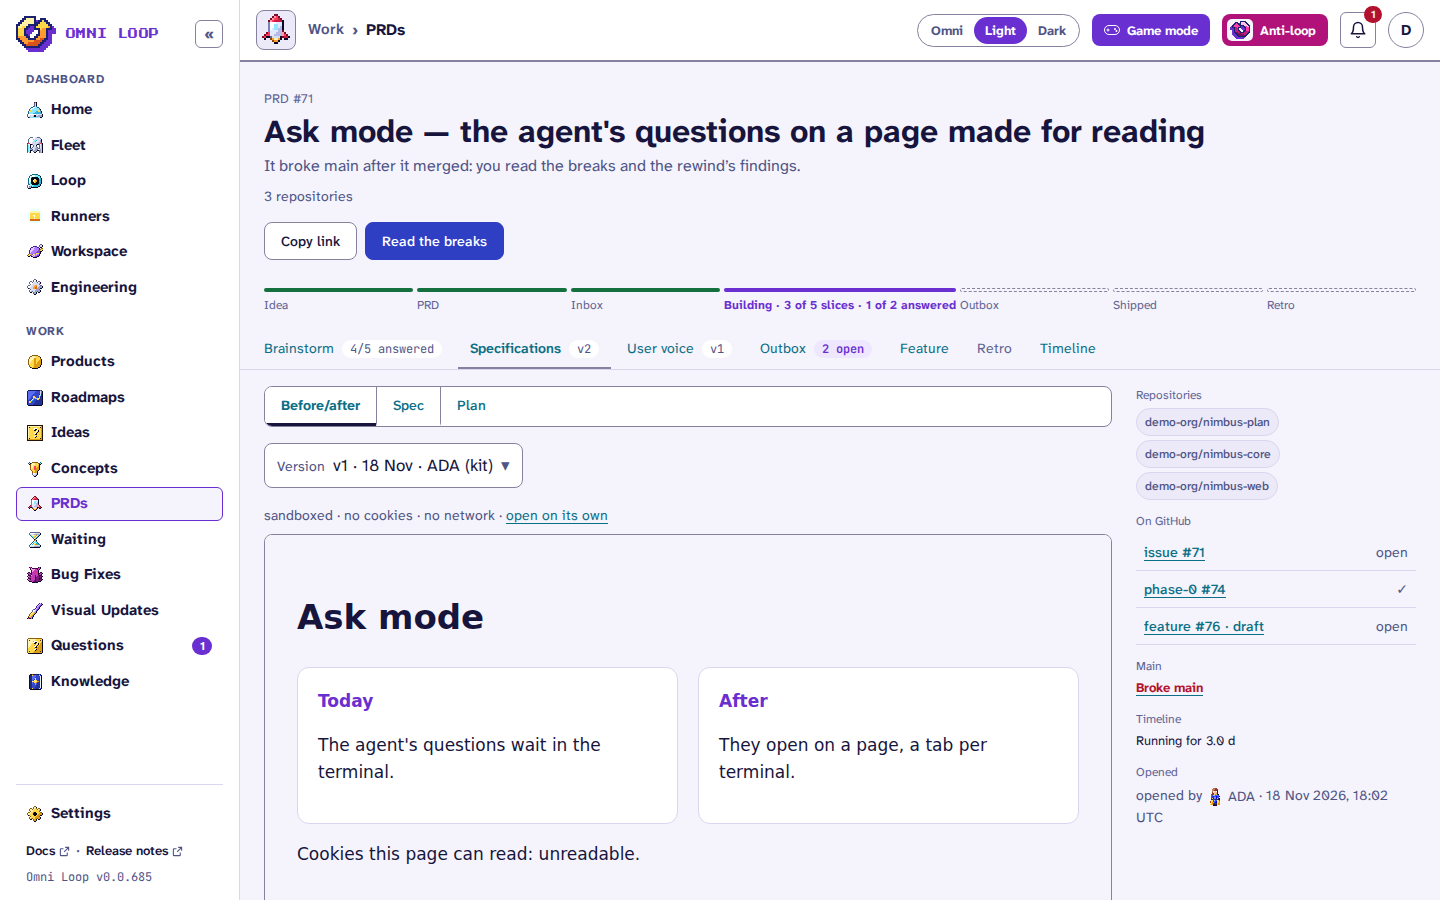 OMNI LOOP
«
DASHBOARD
Home
Fleet
Loop
Runners
Workspace
Engineering
WORK
Products
Roadmaps
Ideas
Concepts
PRDs
Waiting
Bug Fixes
Visual Updates
Questions 1
Knowledge
Settings
Docs · Release notes
Omni Loop v0.0.685
Work › PRDs
Omni Light Dark
Game mode
Anti-loop
1
D
PRD #71
Ask mode — the agent's questions on a page made for reading
It broke main after it merged: you read the breaks and the rewind's findings.
3 repositories
Copy link
Read the breaks
Idea
PRD
Inbox
Building · 3 of 5 slices · 1 of 2 answered
Outbox
Shipped
Retro
Brainstorm 4/5 answered
Specifications v2
User voice v1
Outbox 2 open
Feature
Retro
Timeline
Before/after
Spec
Plan
Version v1 · 18 Nov · ADA (kit) ▼
sandboxed · no cookies · no network · open on its own
Ask mode
Today
The agent's questions wait in the
terminal.
After
They open on a page, a tab per
terminal.
Cookies this page can read: unreadable.
Repositories
demo-org/nimbus-plan
demo-org/nimbus-core
demo-org/nimbus-web
On GitHub
issue #71 open
phase-0 #74 ✓
feature #76 · draft open
Main
Broke main
Timeline
Running for 3.0 d
Opened
opened by ADA · 18 Nov 2026, 18:02
UTC